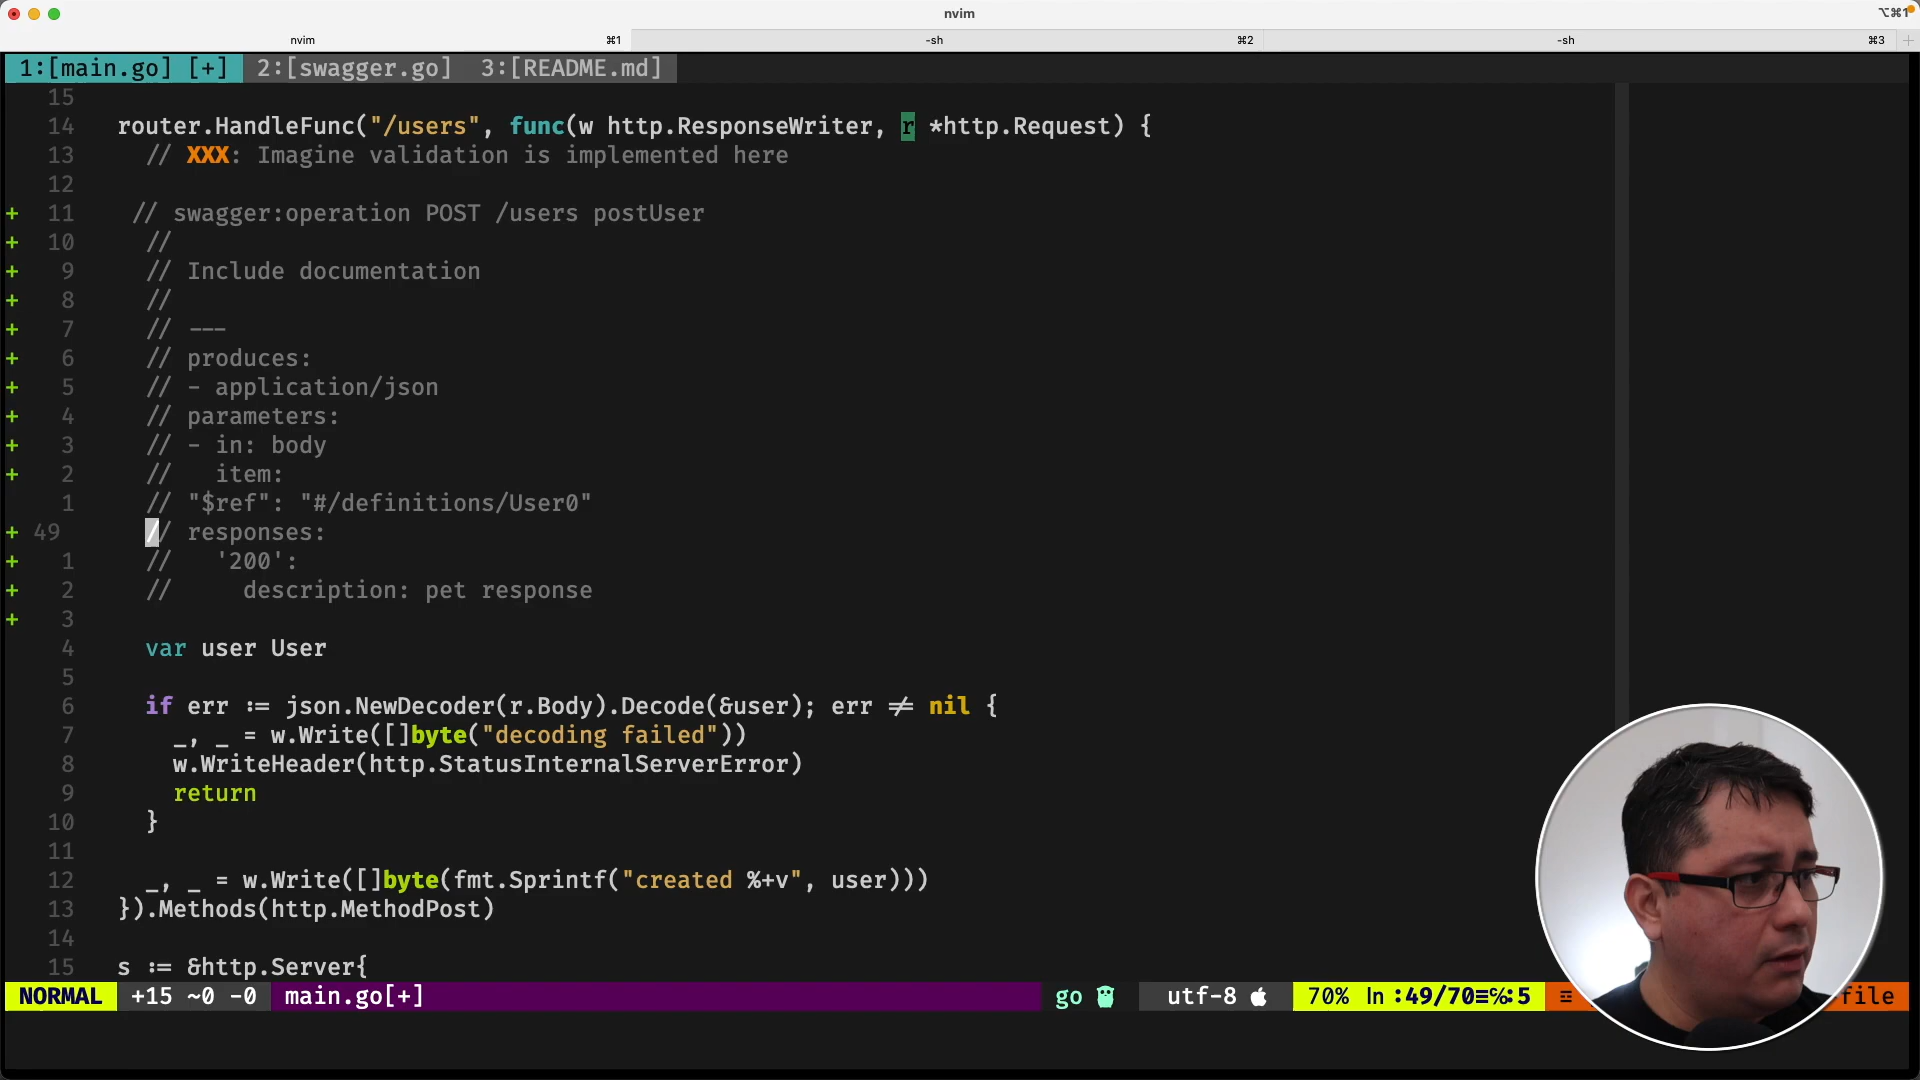 nvim
⌥⌘1
nvim ⌘1 -sh ⌘2 -sh ⌘3
1:[main.go] [+] 2:[swagger.go] 3:[README.md]
15
14 router.HandleFunc("/users", func(w http.ResponseWriter, r *http.Request) {
13 // XXX: Imagine validation is implemented here
12
+ 11 // swagger:operation POST /users postUser
+ 10 //
+ 9 // Include documentation
+ 8 //
+ 7 // ---
+ 6 // produces:
+ 5 // - application/json
+ 4 // parameters:
+ 3 // - in: body
+ 2 // item:
1 // "$ref": "#/definitions/User0"
+ 49 // responses:
+ 1 // '200':
+ 2 // description: pet response
+ 3
4 var user User
5
6 if err := json.NewDecoder(r.Body).Decode(&user); err != nil {
7 _, _ = w.Write([]byte("decoding failed"))
8 w.WriteHeader(http.StatusInternalServerError)
9 return
10 }
11
12 _, _ = w.Write([]byte(fmt.Sprintf("created %+v", user)))
13 }).Methods(http.MethodPost)
14
15 s := &http.Server{
NORMAL +15 ~0 -0 main.go[+] go utf-8 70% ln :49/70≡℅:5 file